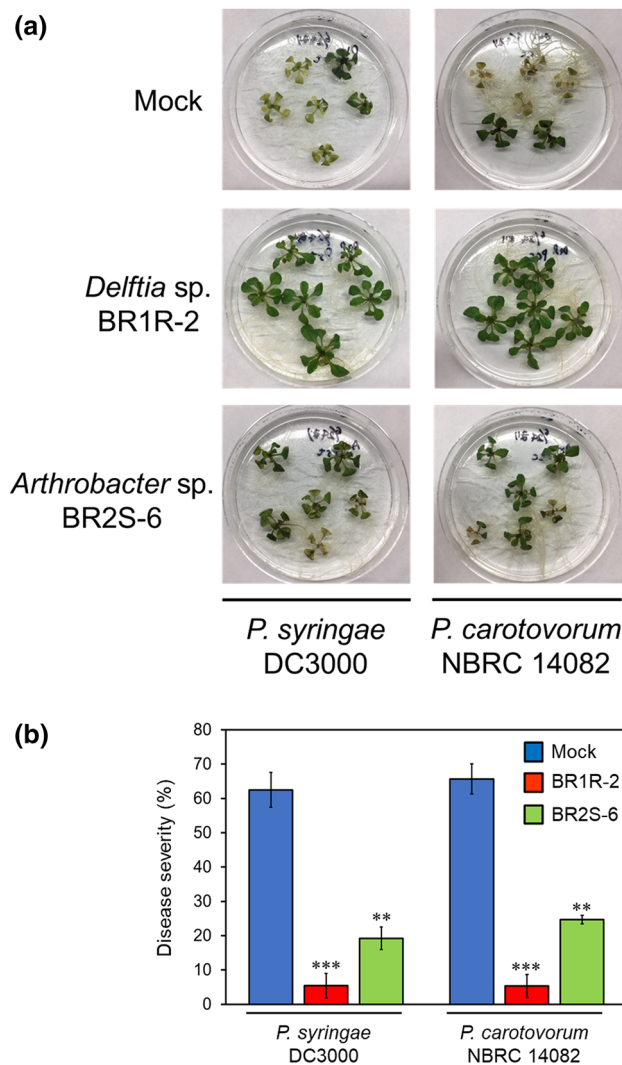 (a)
Mock
Delftia sp.
BR1R-2
Arthrobacter sp.
BR2S-6
P. syringae
DC3000
P. carotovorum
NBRC 14082
(b)
Disease severity (%)
80
70
60
50
40
30
20
10
0
Mock
BR1R-2
BR2S-6
***
**
***
**
P. syringae
DC3000
P. carotovorum
NBRC 14082